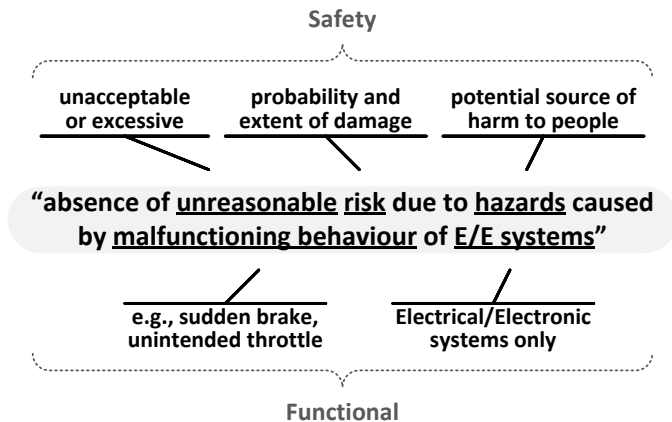 Safety
unacceptable
or excessive
probability and
extent of damage
potential source of
harm to people
“absence of unreasonable risk due to hazards caused
by malfunctioning behaviour of E/E systems”
e.g., sudden brake,
unintended throttle
Electrical/Electronic
systems only
Functional